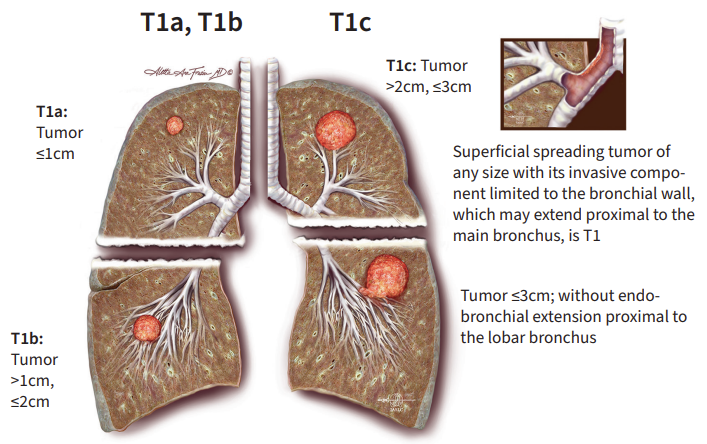 T1a, T1b
T1c
T1a:
Tumor
≤1cm
T1c: Tumor
>2cm, ≤3cm
Superficial spreading tumor of
any size with its invasive compo-
nent limited to the bronchial wall,
which may extend proximal to the
main bronchus, is T1
Tumor ≤3cm; without endo-
bronchial extension proximal to
the lobar bronchus
T1b:
Tumor
>1cm,
≤2cm